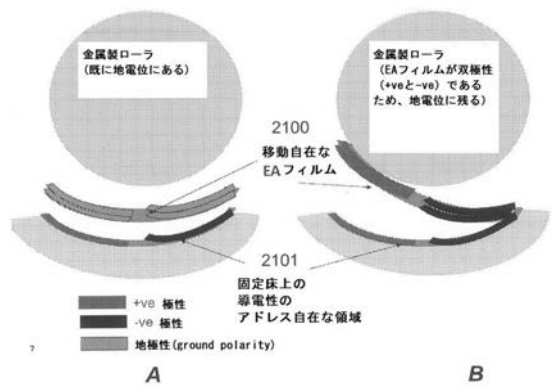 金属製ローラ
(既に地電位にある)
金属製ローラ
(EAフィルムが双極性
(+veと-ve)である
ため、地電位に残る)
2100
移動自在な
EAフィルム
2101
固定床上の
導電性の
アドレス自在な領域
+ve 極性
-ve 極性
地極性(ground polarity)
?
A
B